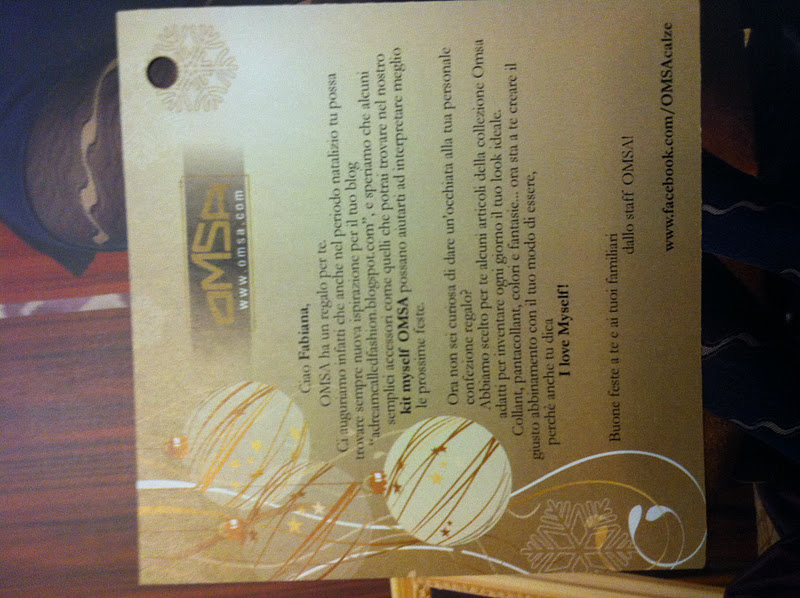 OMSA
www.omsa.com
Ciao Fabiana,
OMSA ha un regalo per te.
Ci auguriamo infatti che anche nel periodo natalizio tu possa
trovare sempre nuova ispirazione per il tuo blog
"adreamcalledfashion.blogspot.com", e speriamo che alcuni
semplici accessori come quelli che potrai trovare nel nostro
kit myself OMSA possano aiutarti ad interpretare meglio
le prossime feste.
Ora non sei curiosa di dare un'occhiata alla tua personale
confezione regalo?
Abbiamo scelto per te alcuni articoli della collezione Omsa
adatti per inventare ogni giorno il tuo look ideale.
Collant, pantacollant, colori e fantasie... ora sta a te creare il
giusto abbinamento con il tuo modo di essere,
perchè anche tu dica
I love Myself!
Buone feste a te e ai tuoi familiari
dallo staff OMSA!
www.facebook.com/OMSAcalze